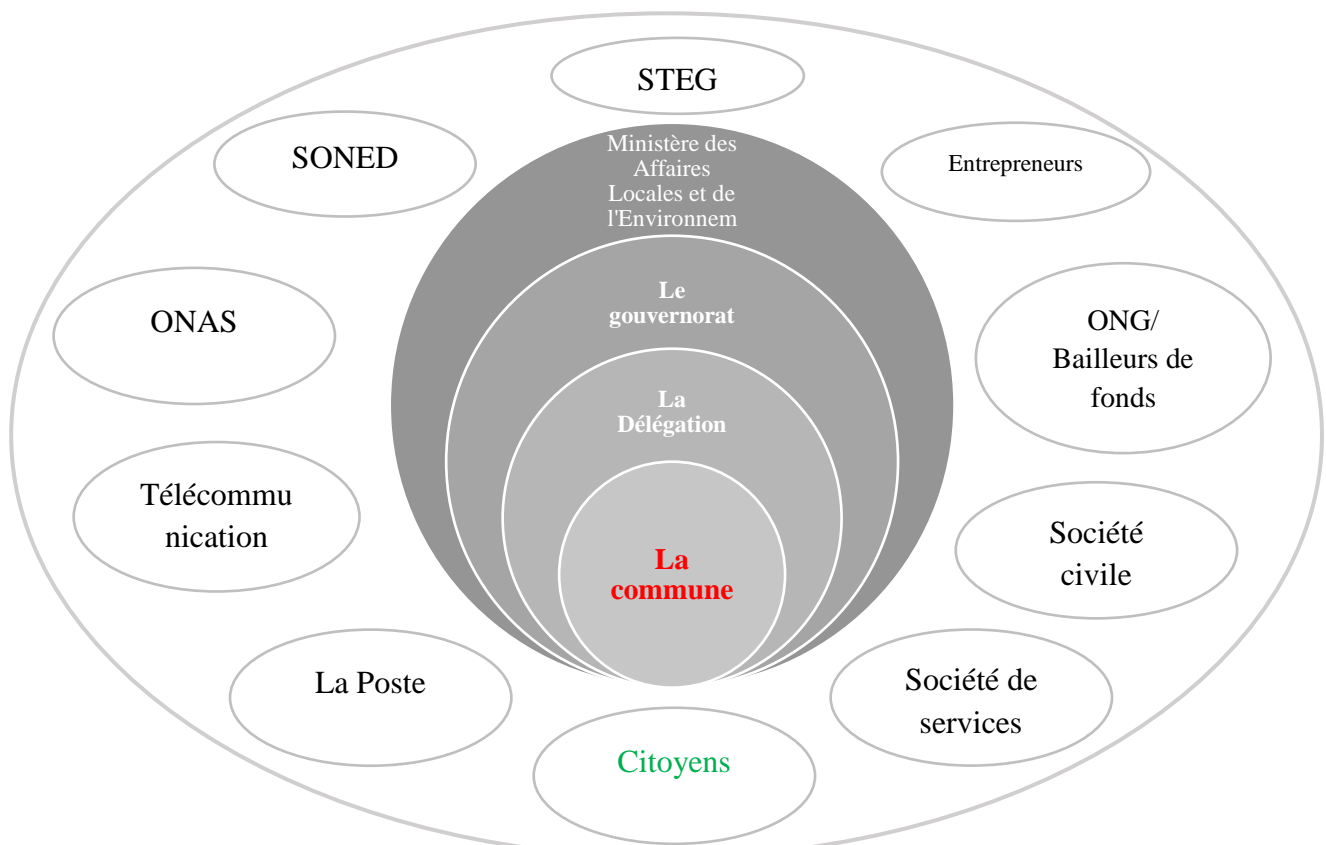 STEG
SONED
Entrepreneurs
Ministère des
Affaires
Locales et de
l'Environnem
ONAS
Le
gouvernorat
ONG/
Bailleurs de
fonds
La
Délégation
Télécommu
nication
Société
civile
La
commune
La Poste
Société de
services
Citoyens